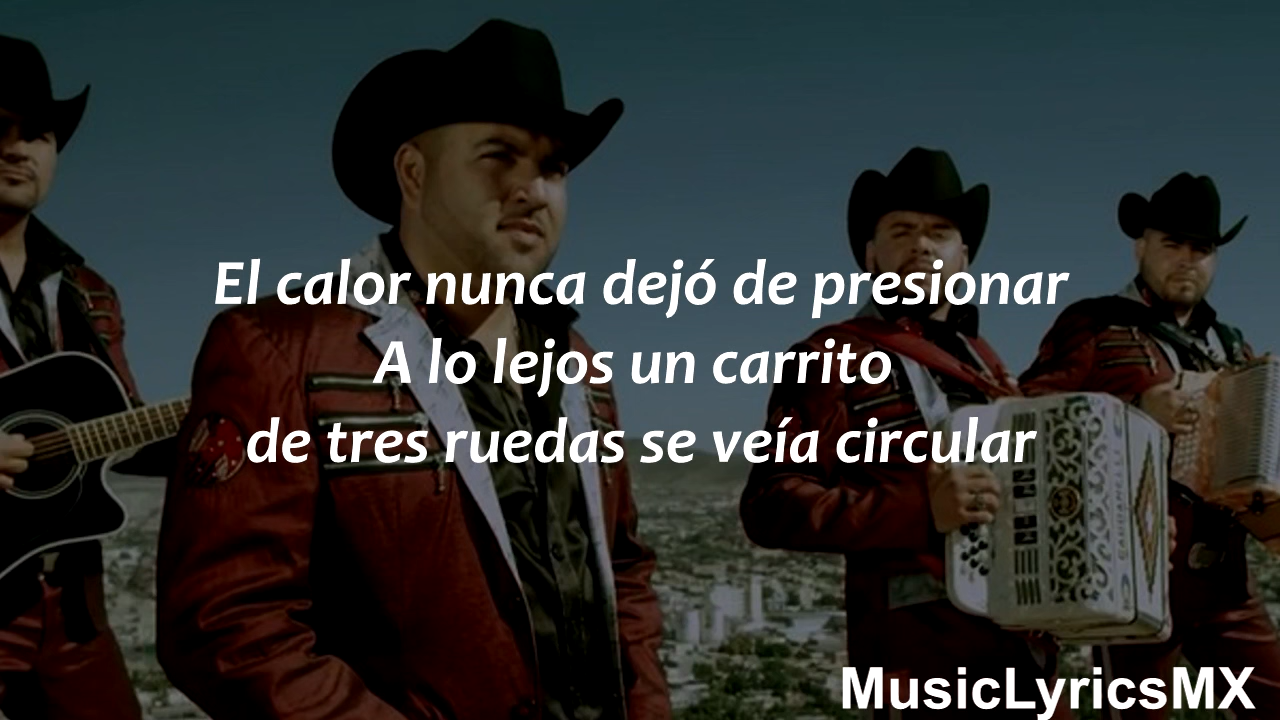 El calor nunca dejó de presionar
A lo lejos un carrito
de tres ruedas se veía circular
MusicLyricsMX